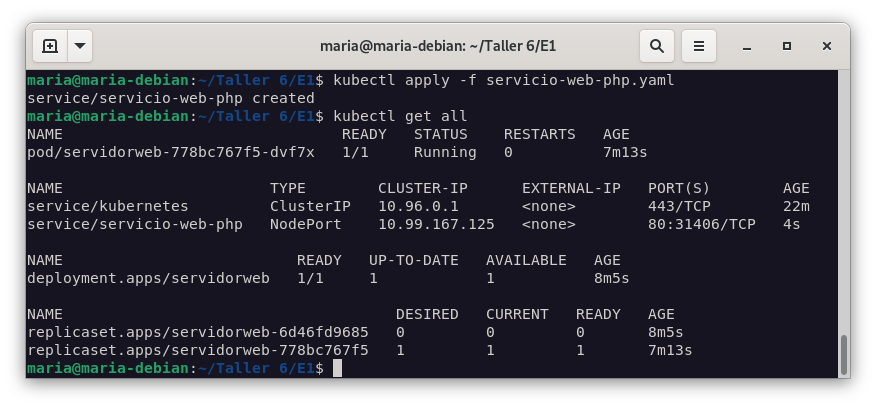 maria@maria-debian: ~/Taller 6/E1
maria@maria-debian:~/Taller 6/E1$ kubectl apply -f servicio-web-php.yaml
service/servicio-web-php created
maria@maria-debian:~/Taller 6/E1$ kubectl get all
NAME                               READY   STATUS    RESTARTS   AGE
pod/servidorweb-778bc767f5-dvf7x   1/1     Running   0          7m13s

NAME                       TYPE        CLUSTER-IP      EXTERNAL-IP   PORT(S)        AGE
service/kubernetes         ClusterIP   10.96.0.1       <none>        443/TCP        22m
service/servicio-web-php   NodePort    10.99.167.125   <none>        80:31406/TCP   4s

NAME                          READY   UP-TO-DATE   AVAILABLE   AGE
deployment.apps/servidorweb   1/1     1            1           8m5s

NAME                                     DESIRED   CURRENT   READY   AGE
replicaset.apps/servidorweb-6d46fd9685   0         0         0       8m5s
replicaset.apps/servidorweb-778bc767f5   1         1         1       7m13s
maria@maria-debian:~/Taller 6/E1$